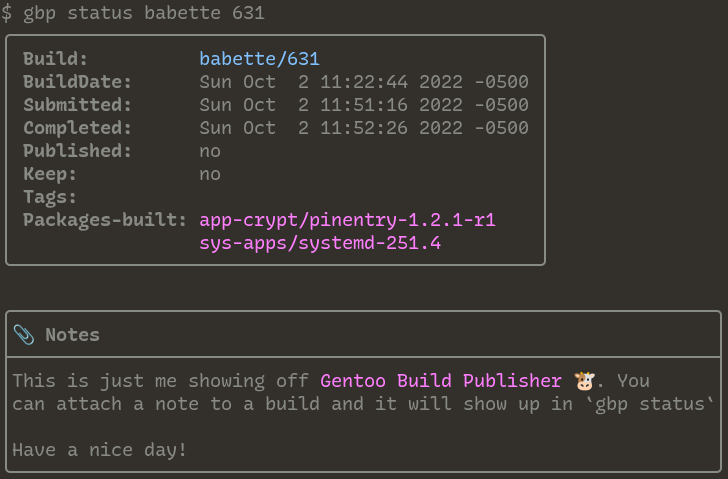 $ gbp status babette 631
Build: babette/631
BuildDate: Sun Oct  2 11:22:44 2022 -0500
Submitted: Sun Oct  2 11:51:16 2022 -0500
Completed: Sun Oct  2 11:52:26 2022 -0500
Published: no
Keep: no
Tags:
Packages-built: app-crypt/pinentry-1.2.1-r1
sys-apps/systemd-251.4
📎 Notes
This is just me showing off Gentoo Build Publisher 🐮. You
can attach a note to a build and it will show up in `gbp status`
Have a nice day!